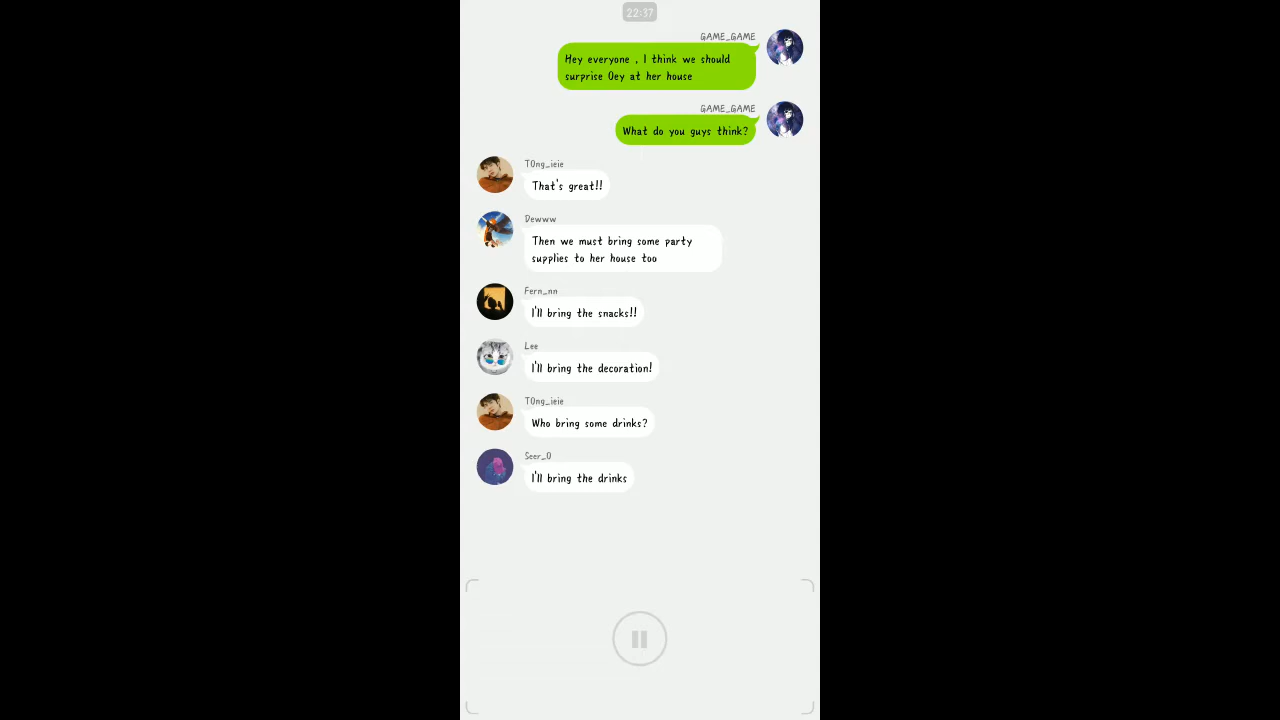 22:37
GAME_GAME
Hey everyone , I think we should
surprise Oey at her house
GAME_GAME
What do you guys think?
TOng_ieie
That's great!!
Dewww
Then we must bring some party
supplies to her house too
Fern_nn
I'll bring the snacks!!
Lee
I'll bring the decoration!
TOng_ieie
Who bring some drinks?
Seer_O
I'll bring the drinks